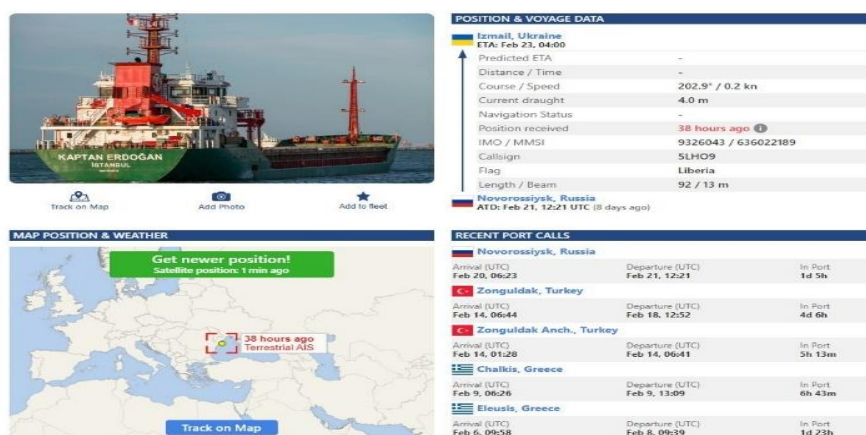 KAPTAN ERDOĞAN
İSTANBUL
Track on Map
Add Photo
Add to fleet
POSITION & VOYAGE DATA
Izmail, Ukraine
ETA: Feb 23, 04:00
Predicted ETA -
Distance / Time -
Course / Speed 202.9° / 0.2 kn
Current draught 4.0 m
Navigation Status -
Position received 38 hours ago
IMO / MMSI 9326043 / 636022189
Callsign 5LHO9
Flag Liberia
Length / Beam 92 / 13 m
Novorossiysk, Russia
ATD: Feb 21, 12:21 UTC (8 days ago)
MAP POSITION & WEATHER
Get newer position!
Satellite position: 1 min ago
38 hours ago
Terrestrial AIS
Track on Map
RECENT PORT CALLS
Novorossiysk, Russia
Arrival (UTC) Departure (UTC) In Port
Feb 20, 06:23 Feb 21, 12:21 1d 5h
Zonguldak, Turkey
Arrival (UTC) Departure (UTC) In Port
Feb 14, 06:44 Feb 18, 12:52 4d 6h
Zonguldak Anch., Turkey
Arrival (UTC) Departure (UTC) In Port
Feb 14, 01:28 Feb 14, 06:41 5h 13m
Chalkis, Greece
Arrival (UTC) Departure (UTC) In Port
Feb 9, 06:26 Feb 9, 13:09 6h 43m
Eleusis, Greece
Arrival (UTC) Departure (UTC) In Port
Feb 6, 09:58 Feb 8, 09:39 1d 23h